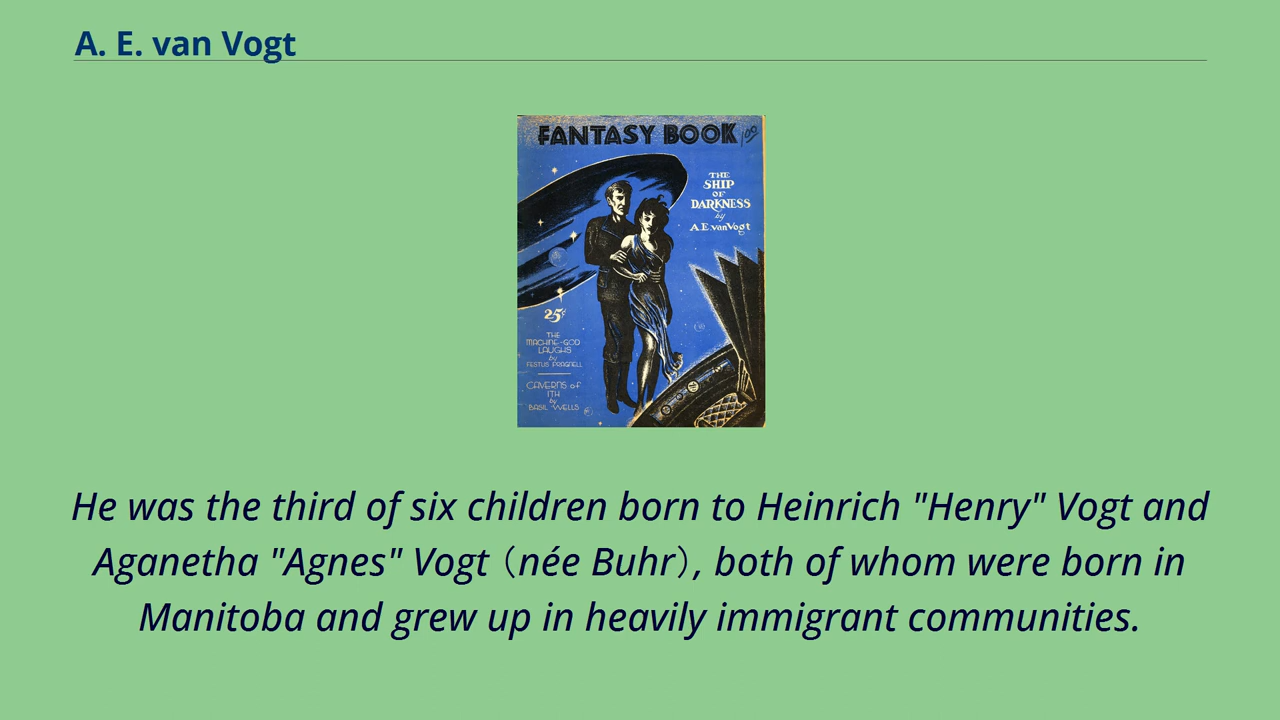 A. E. van Vogt
FANTASY BOOK
100
THE
SHIP
OF
DARKNESS
by
A.E. van Vogt
25¢
THE
MACHINE-GOD
LAUGHS
by
FESTUS PRAGNELL
CAVERNS of
ITH
by
BASIL WELLS
He was the third of six children born to Heinrich "Henry" Vogt and
Aganetha "Agnes" Vogt (née Buhr), both of whom were born in
Manitoba and grew up in heavily immigrant communities.